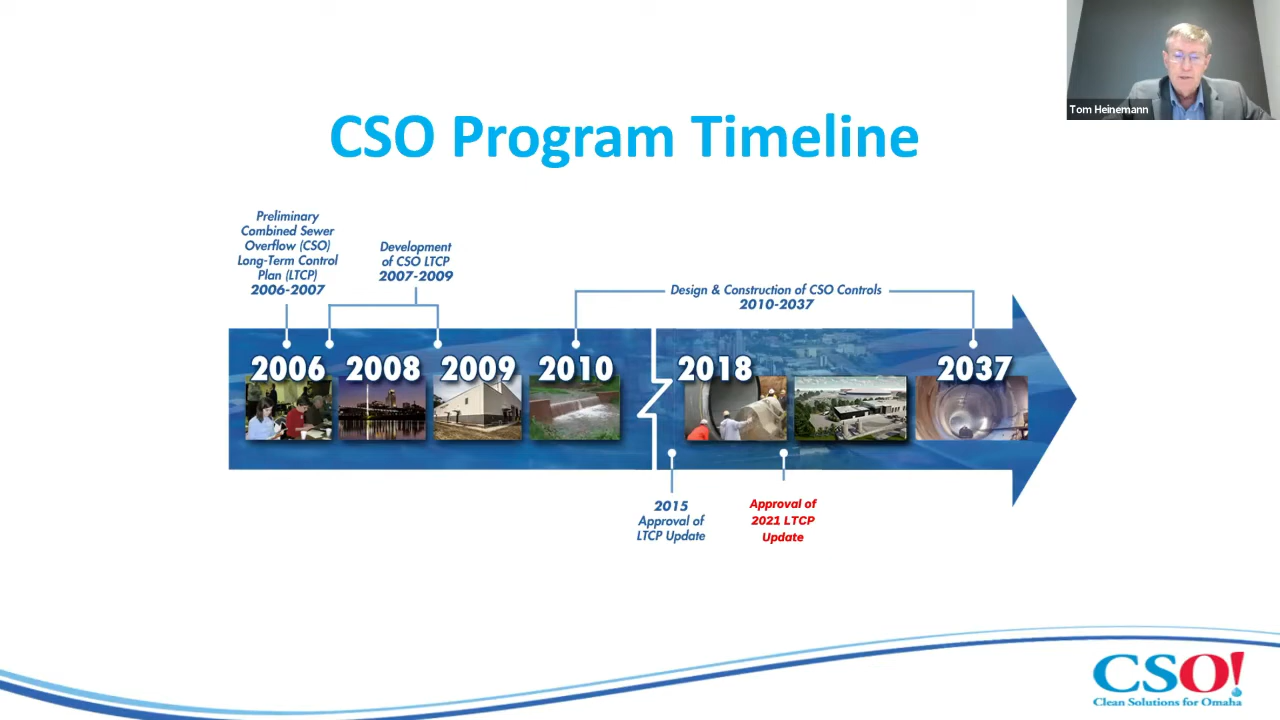 Tom Heinemann
CSO Program Timeline
Preliminary
Combined Sewer
Overflow (CSO)
Long-Term Control
Plan (LTCP)
2006-2007
Development
of CSO LTCP
2007-2009
Design & Construction of CSO Controls
2010-2037
2006
2008
2009
2010
2018
2037
2015
Approval of
LTCP Update
Approval of
2021 LTCP
Update
CSO!
Clean Solutions for Omaha